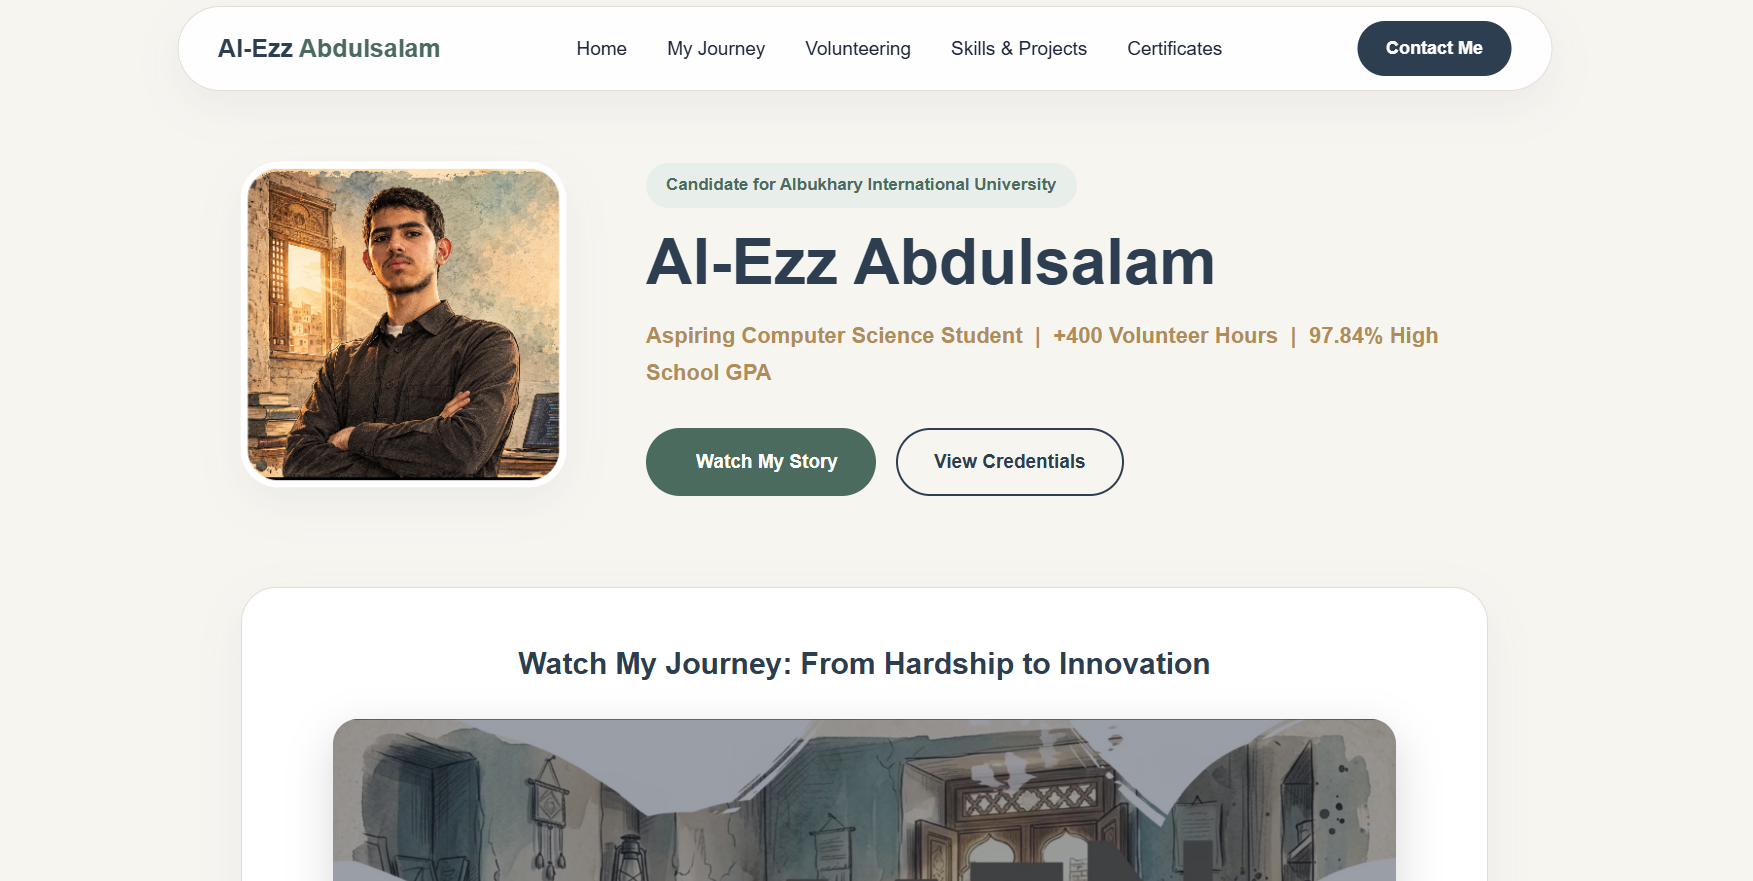 Al-Ezz Abdulsalam
Home
My Journey
Volunteering
Skills & Projects
Certificates
Contact Me
Candidate for Albukhary International University
Al-Ezz Abdulsalam
Aspiring Computer Science Student | +400 Volunteer Hours | 97.84% High
School GPA
Watch My Story
View Credentials
Watch My Journey: From Hardship to Innovation